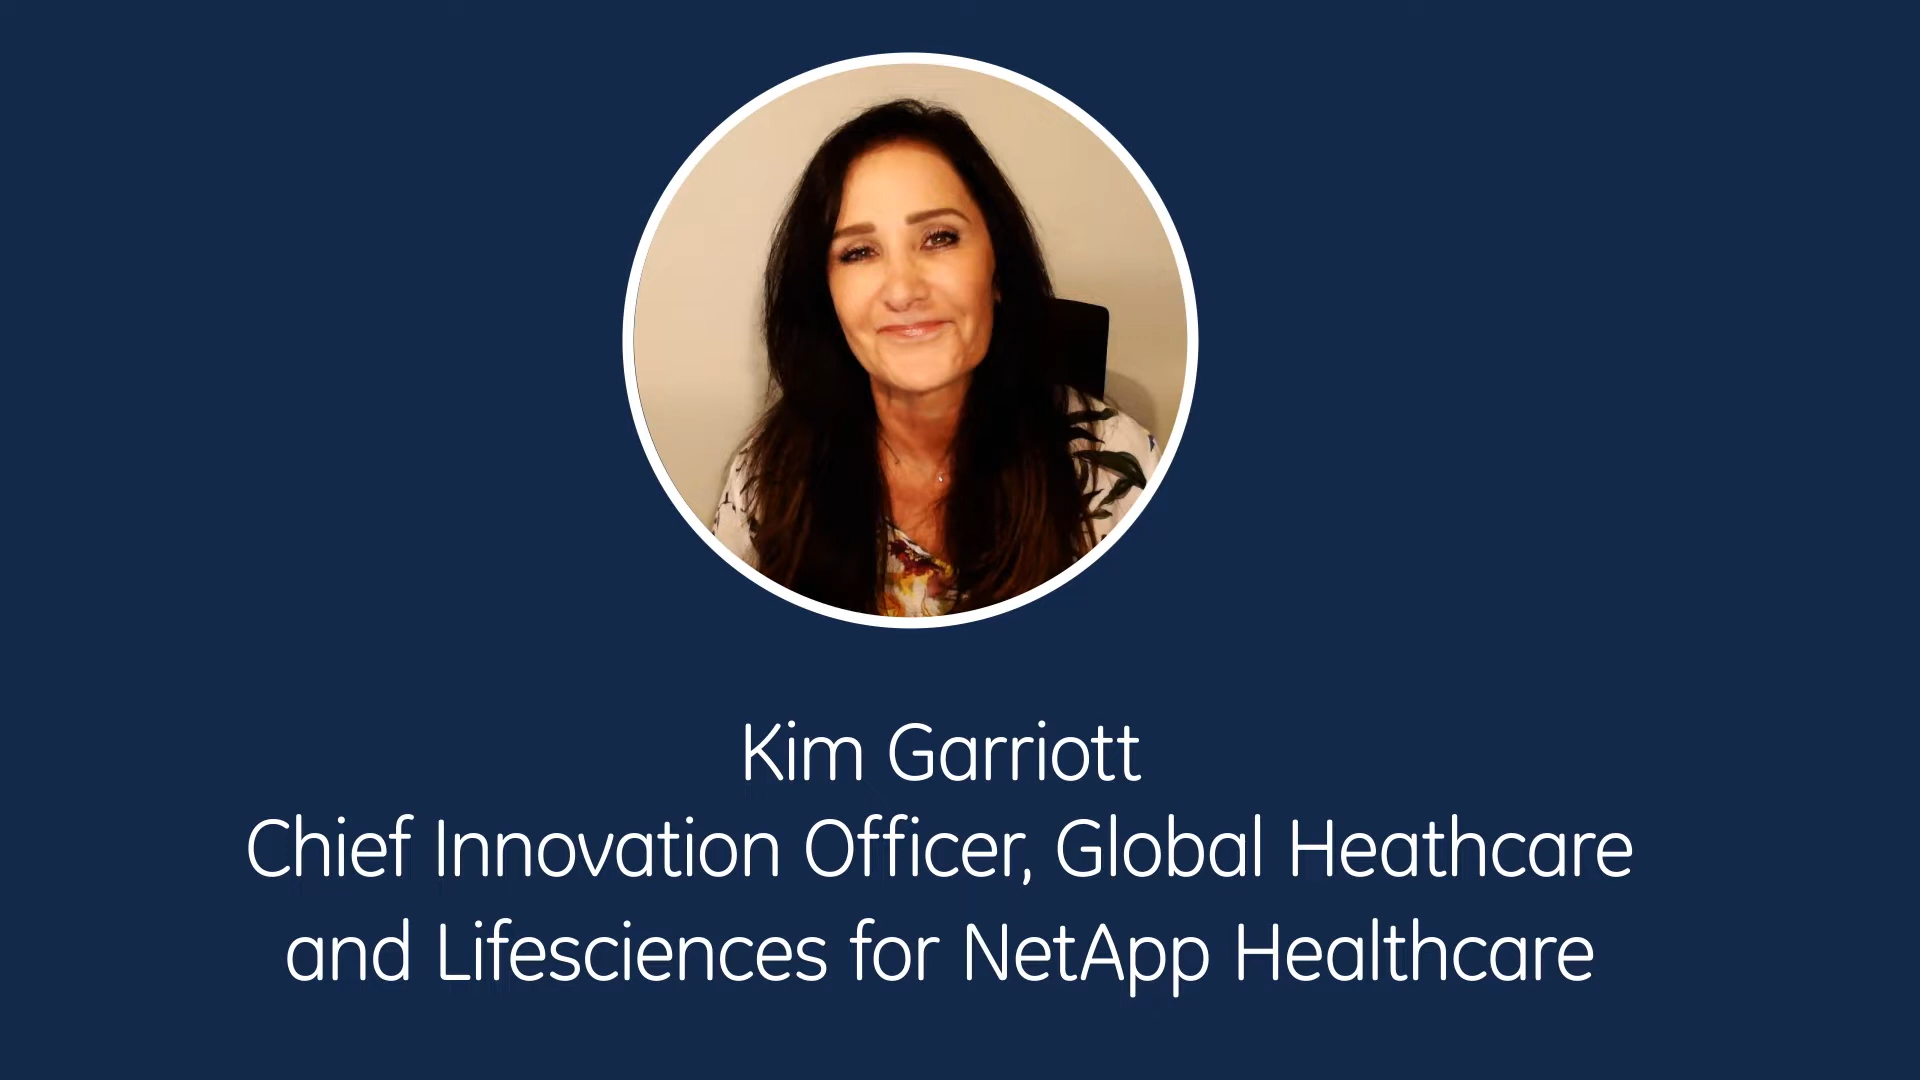 Kim Garriott
Chief Innovation Officer, Global Heathcare
and Lifesciences for NetApp Healthcare